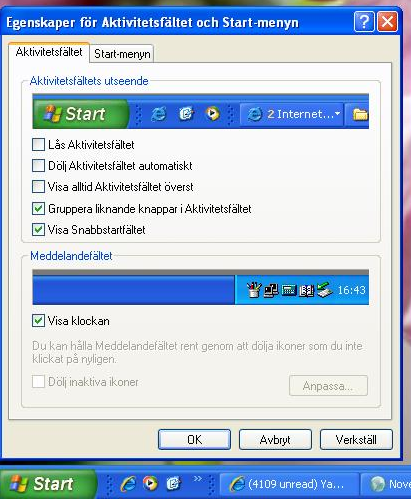 Egenskaper för Aktivitetsfältet och Start-menyn
Aktivitetsfältet
Start-menyn
Aktivitetsfältets utseende
Start
2 Internet...
Lås Aktivitetsfältet
Dölj Aktivitetsfältet automatiskt
Visa alltid Aktivitetsfältet överst
Gruppera liknande knappar i Aktivitetsfältet
Visa Snabbstartfältet
Meddelandefältet
16:43
Visa klockan
Du kan hålla Meddelandefältet rent genom att dölja ikoner som du inte
klickat på nyligen.
Dölj inaktiva ikoner
Anpassa...
OK
Avbryt
Verkställ
Start
(4109 unread) Ya...
Nove